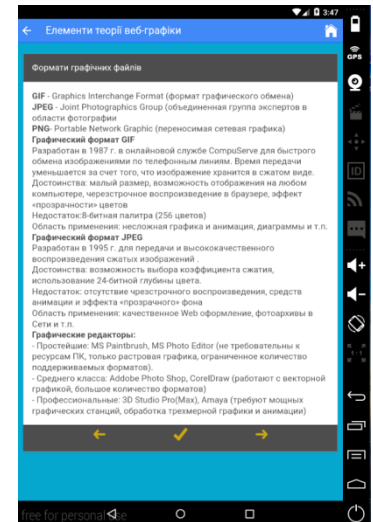 3:47
Елементи теорії веб-графіки
Формати графічних файлів
GIF - Graphics Interchange Format (формат графического обмена)
JPEG - Joint Photographics Group (объединенная группа экспертов в
области фотографии
PNG- Portable Network Graphic (переносимая сетевая графика)
Графический формат GIF
Разработан в 1987 г. в онлайновой службе CompuServe для быстрого
обмена изображениями по телефонным линиям. Время передачи
уменьшается за счет того, что изображение хранится в сжатом виде.
Достоинства: малый размер, возможность отображения на любом
компьютере, черезстрочное воспроизведение в браузере, эффект
«прозрачности» цветов
Недостаток:8-битная палитра (256 цветов)
Область применения: несложная графика и анимация, диаграммы и т.п.
Графический формат JPEG
Разработан в 1995 г. для передачи и высококачественного
воспроизведения сжатых изображений .
Достоинства: возможность выбора коэффициента сжатия,
использование 24-битной глубины цвета.
Недостаток: отсутствие чрезстрочного воспроизведения, средств
анимации и эффекта «прозрачного» фона
Область применения: качественное Web оформление, фотоархивы в
Сети и т.п.
Графические редакторы:
- Простейшие: MS Paintbrush, MS Photo Editor (не требовательны к
ресурсам ПК, только растровая графика, ограниченное количество
поддерживаемых форматов).
- Среднего класса: Addobe Photo Shop, CorelDraw (работают с векторной
графикой, большое количество форматов)
- Профессиональные: 3D Studio Pro(Max), Amaya (требуют мощных
графических станций, обработка трехмерной графики и анимации)
free for personal use
GPS
ID
1:1